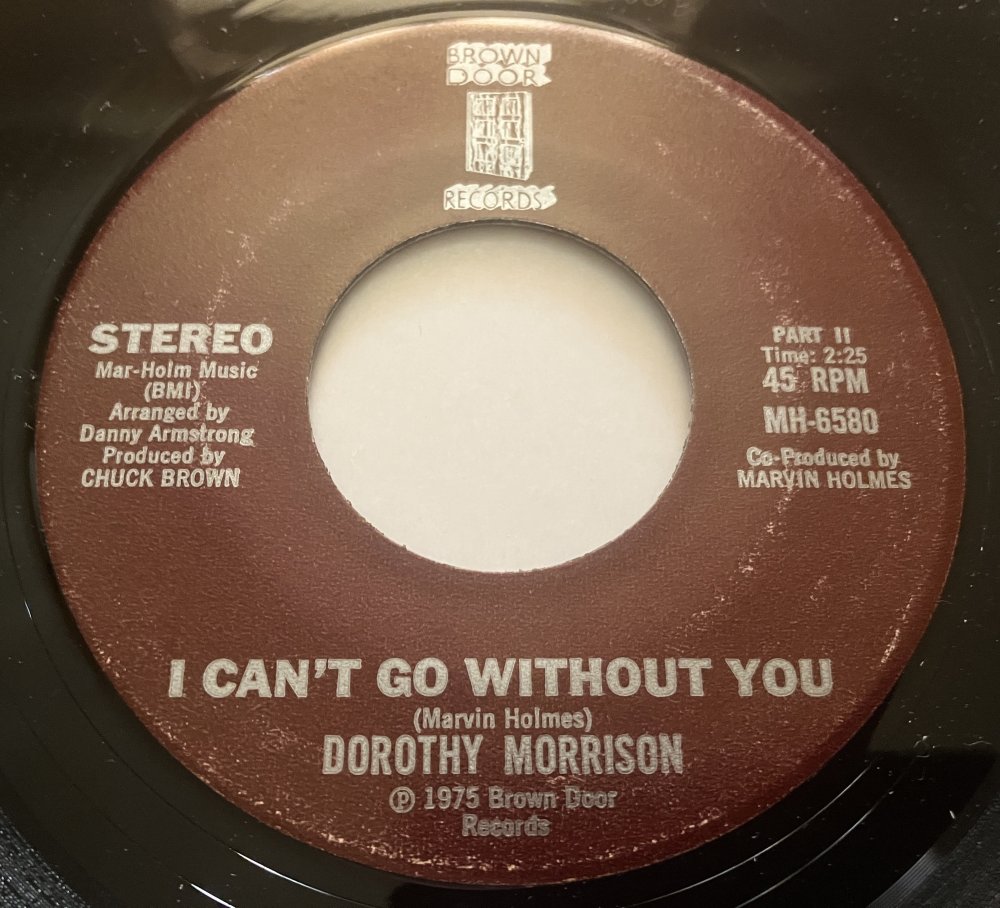 BROWN
DOOR
RECORDS
STEREO
Mar-Holm Music
(BMI)
Arranged by
Danny Armstrong
Produced by
CHUCK BROWN
PART II
Time: 2:25
45 RPM
MH-6580
Co-Produced by
MARVIN HOLMES
I CAN'T GO WITHOUT YOU
(Marvin Holmes)
DOROTHY MORRISON
℗ 1975 Brown Door
Records